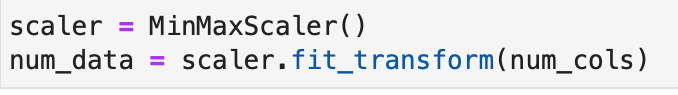 scaler = MinMaxScaler()
num_data = scaler.fit_transform(num_cols)